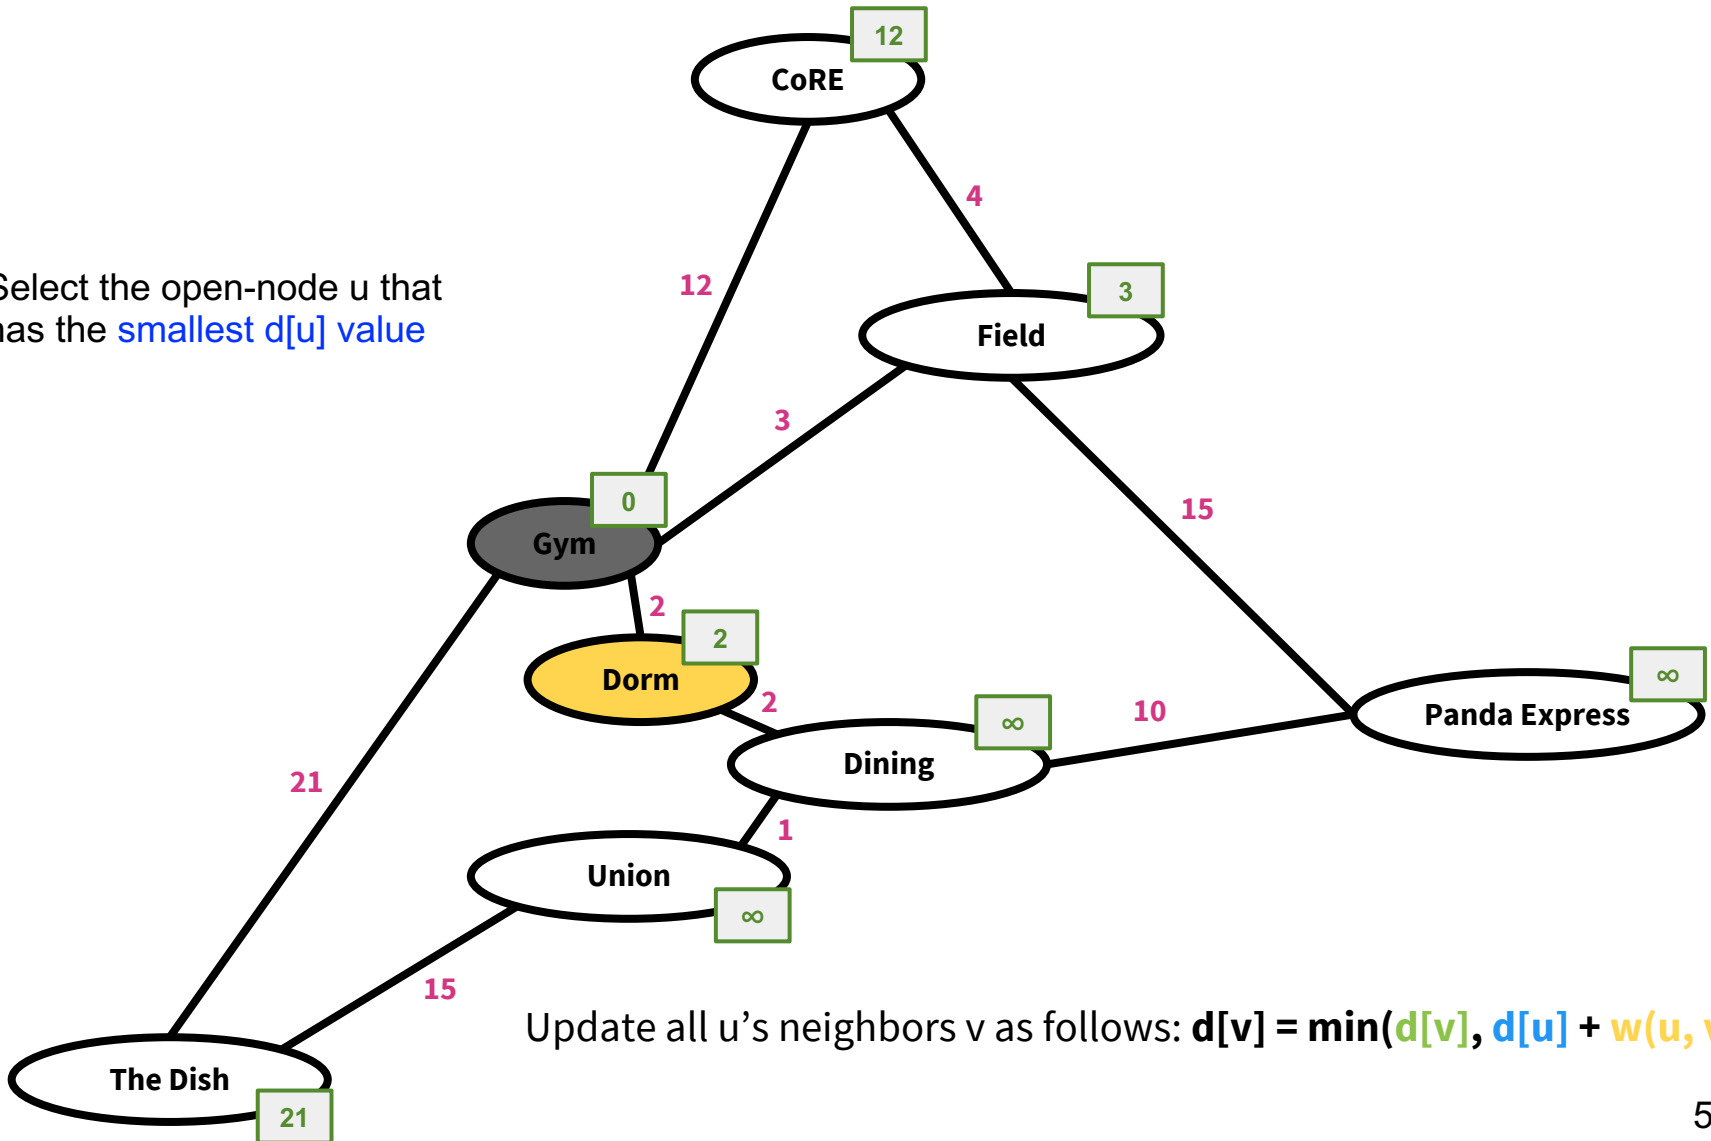 12
CoRE
4
Select the open-node u that
has the smallest d[u] value
12
3
Field
3
0
Gym
15
2
2
Dorm
2
∞
∞
10
Panda Express
Dining
21
1
Union
∞
15
Update all u’s neighbors v as follows: d[v] = min(d[v], d[u] + w(u, v
The Dish
21
5